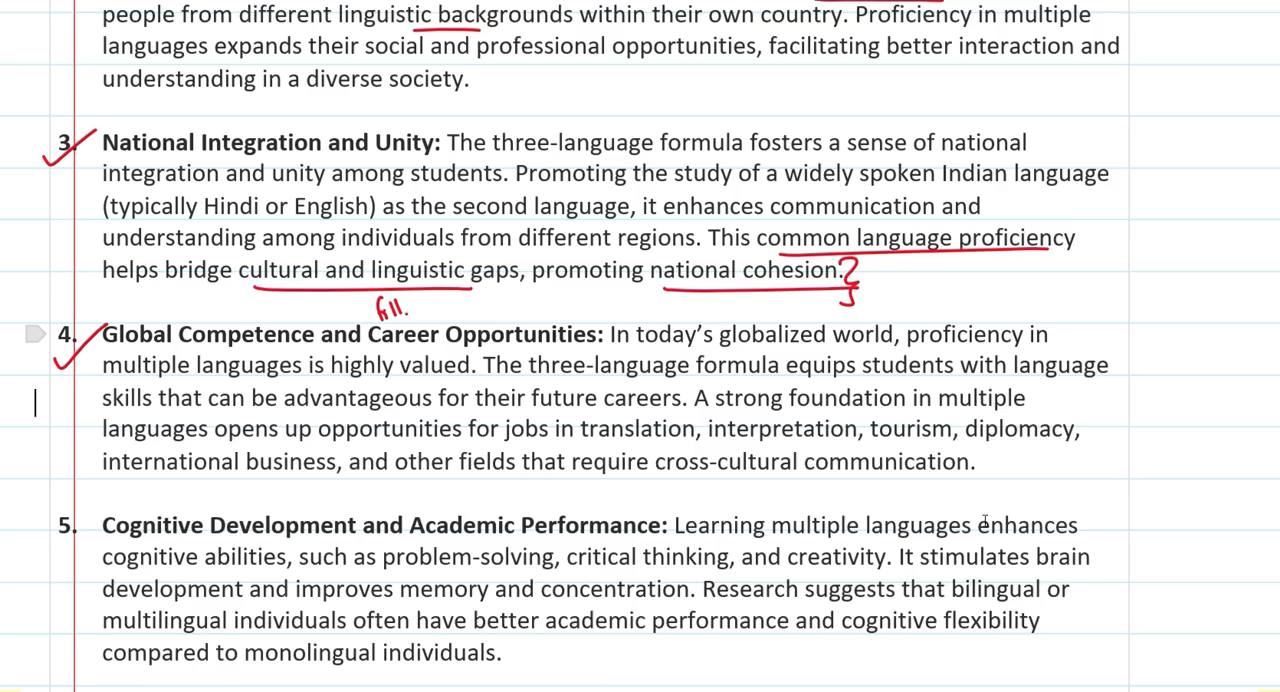 people from different linguistic backgrounds within their own country. Proficiency in multiple
languages expands their social and professional opportunities, facilitating better interaction and
understanding in a diverse society.
3. National Integration and Unity: The three-language formula fosters a sense of national
integration and unity among students. Promoting the study of a widely spoken Indian language
(typically Hindi or English) as the second language, it enhances communication and
understanding among individuals from different regions. This common language proficiency
helps bridge cultural and linguistic gaps, promoting national cohesion.
fill.
4. Global Competence and Career Opportunities: In today's globalized world, proficiency in
multiple languages is highly valued. The three-language formula equips students with language
skills that can be advantageous for their future careers. A strong foundation in multiple
languages opens up opportunities for jobs in translation, interpretation, tourism, diplomacy,
international business, and other fields that require cross-cultural communication.
5. Cognitive Development and Academic Performance: Learning multiple languages enhances
cognitive abilities, such as problem-solving, critical thinking, and creativity. It stimulates brain
development and improves memory and concentration. Research suggests that bilingual or
multilingual individuals often have better academic performance and cognitive flexibility
compared to monolingual individuals.